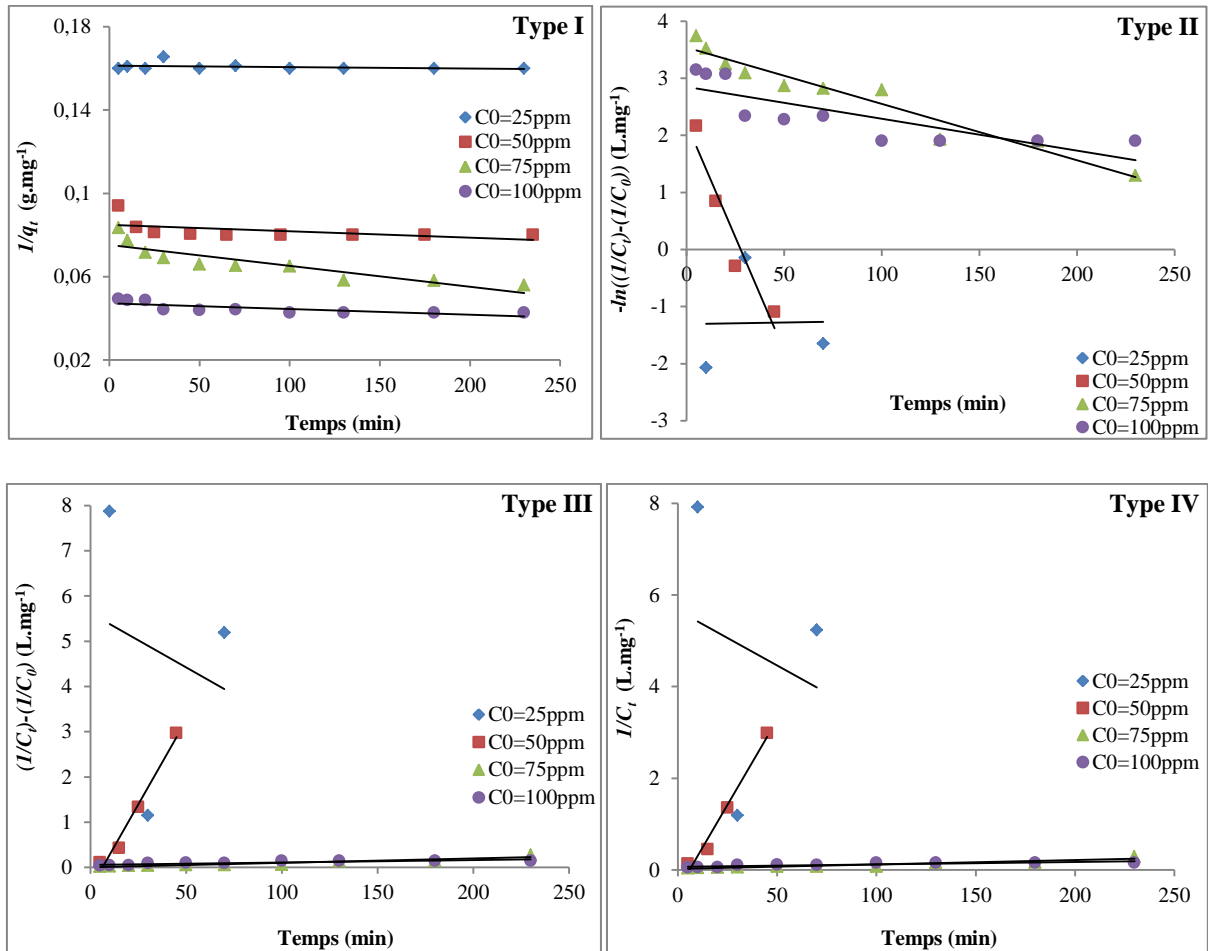 Type I
0,18
0,14
0,1
0,06
0,02
1/qt (g.mg-1)
C0=25ppm
C0=50ppm
C0=75ppm
C0=100ppm
0 50 100 150 200 250
Temps (min)
Type II
4
3
2
1
0
-1
-2
-3
-ln((1/Ct)-(1/C0)) (L.mg-1)
0 50 100 150 200 250
Temps (min)
C0=25ppm
C0=50ppm
C0=75ppm
C0=100ppm
Type III
8
7
6
5
4
3
2
1
0
(1/Ct)-(1/C0) (L.mg-1)
C0=25ppm
C0=50ppm
C0=75ppm
C0=100ppm
0 50 100 150 200 250
Temps (min)
Type IV
8
6
4
2
0
1/Ct (L.mg-1)
C0=25ppm
C0=50ppm
C0=75ppm
C0=100ppm
0 50 100 150 200 250
Temps (min)